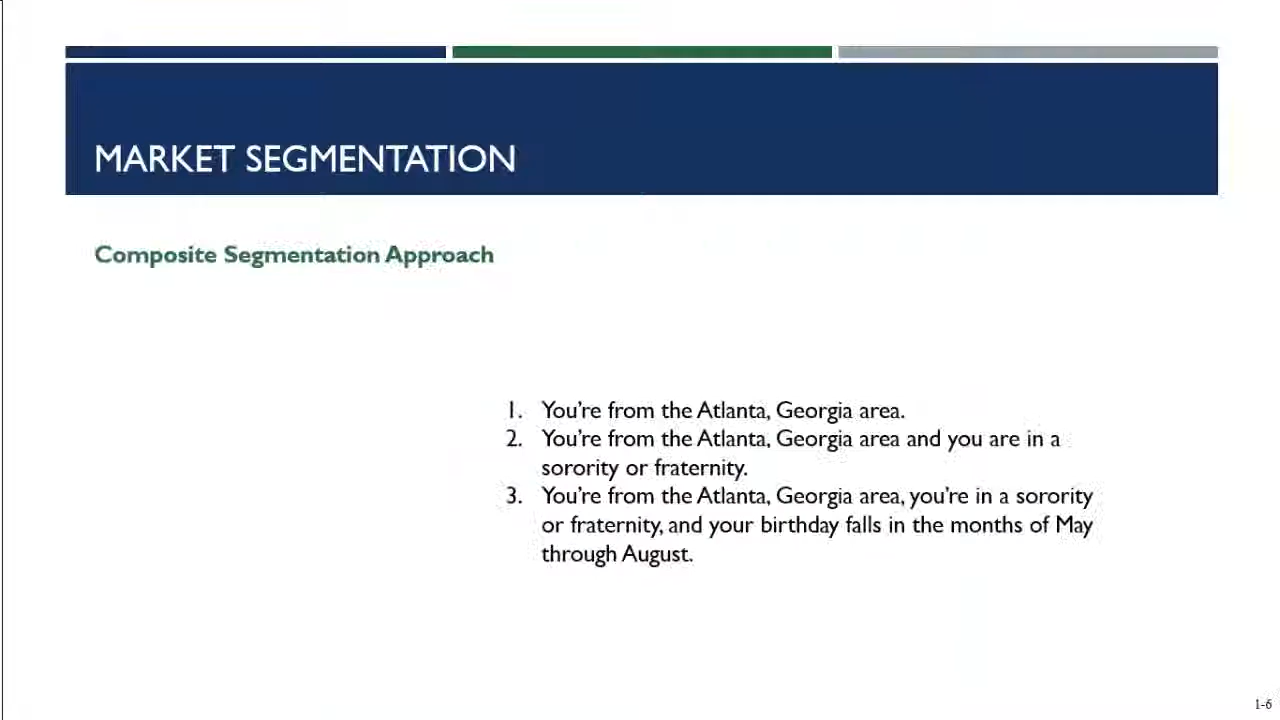 MARKET SEGMENTATION
Composite Segmentation Approach
1. You're from the Atlanta, Georgia area.
2. You're from the Atlanta, Georgia area and you are in a
sorority or fraternity.
3. You're from the Atlanta, Georgia area, you're in a sorority
or fraternity, and your birthday falls in the months of May
through August.
1-6